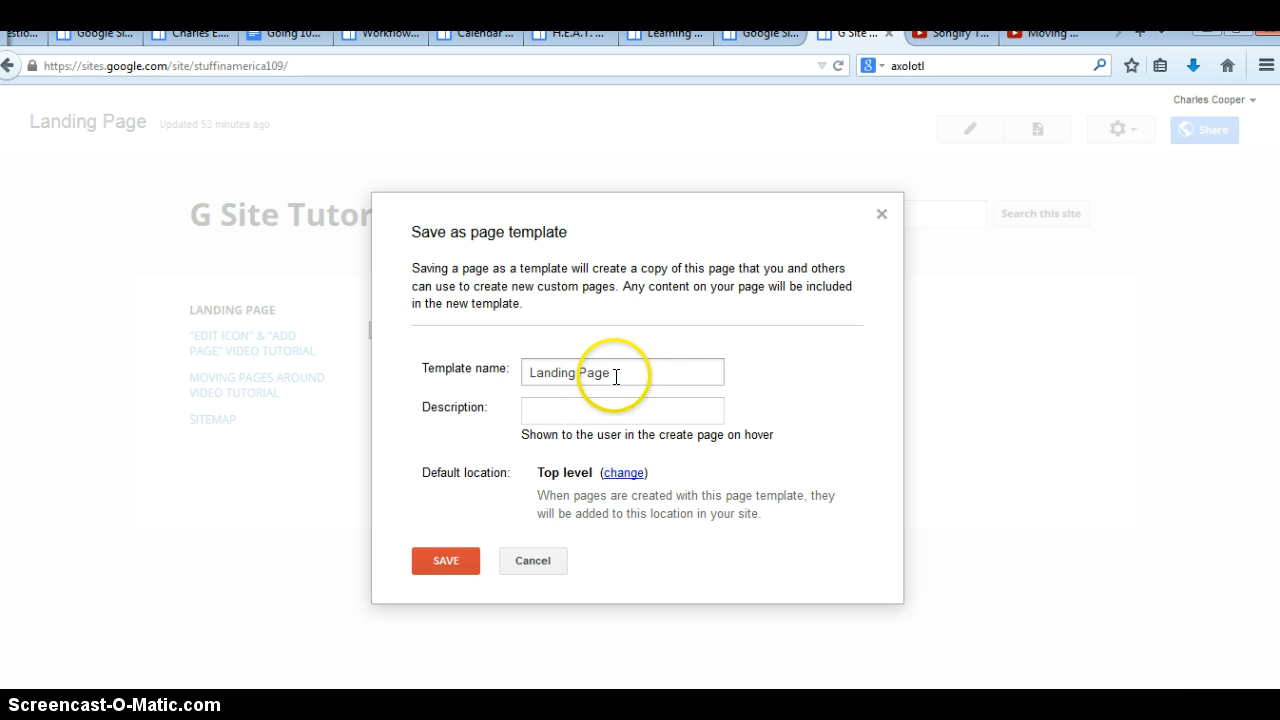 Google Si...
Charles E....
Going 10...
Workflow...
Calendar ...
H.E.A.T. ...
Learning ...
Google Si...
G Site ...
Songify T...
Moving ...
https://sites.google.com/site/stuffinamerica109/
axolotl
Charles Cooper
Landing Page Updated 53 minutes ago
Share
G Site Tutor
Search this site
LANDING PAGE
"EDIT ICON" & "ADD
PAGE" VIDEO TUTORIAL
MOVING PAGES AROUND
VIDEO TUTORIAL
SITEMAP
Save as page template
Saving a page as a template will create a copy of this page that you and others
can use to create new custom pages. Any content on your page will be included
in the new template.
Template name: Landing Page
Description:
Shown to the user in the create page on hover
Default location: Top level (change)
When pages are created with this page template, they
will be added to this location in your site.
SAVE
Cancel
Screencast-O-Matic.com